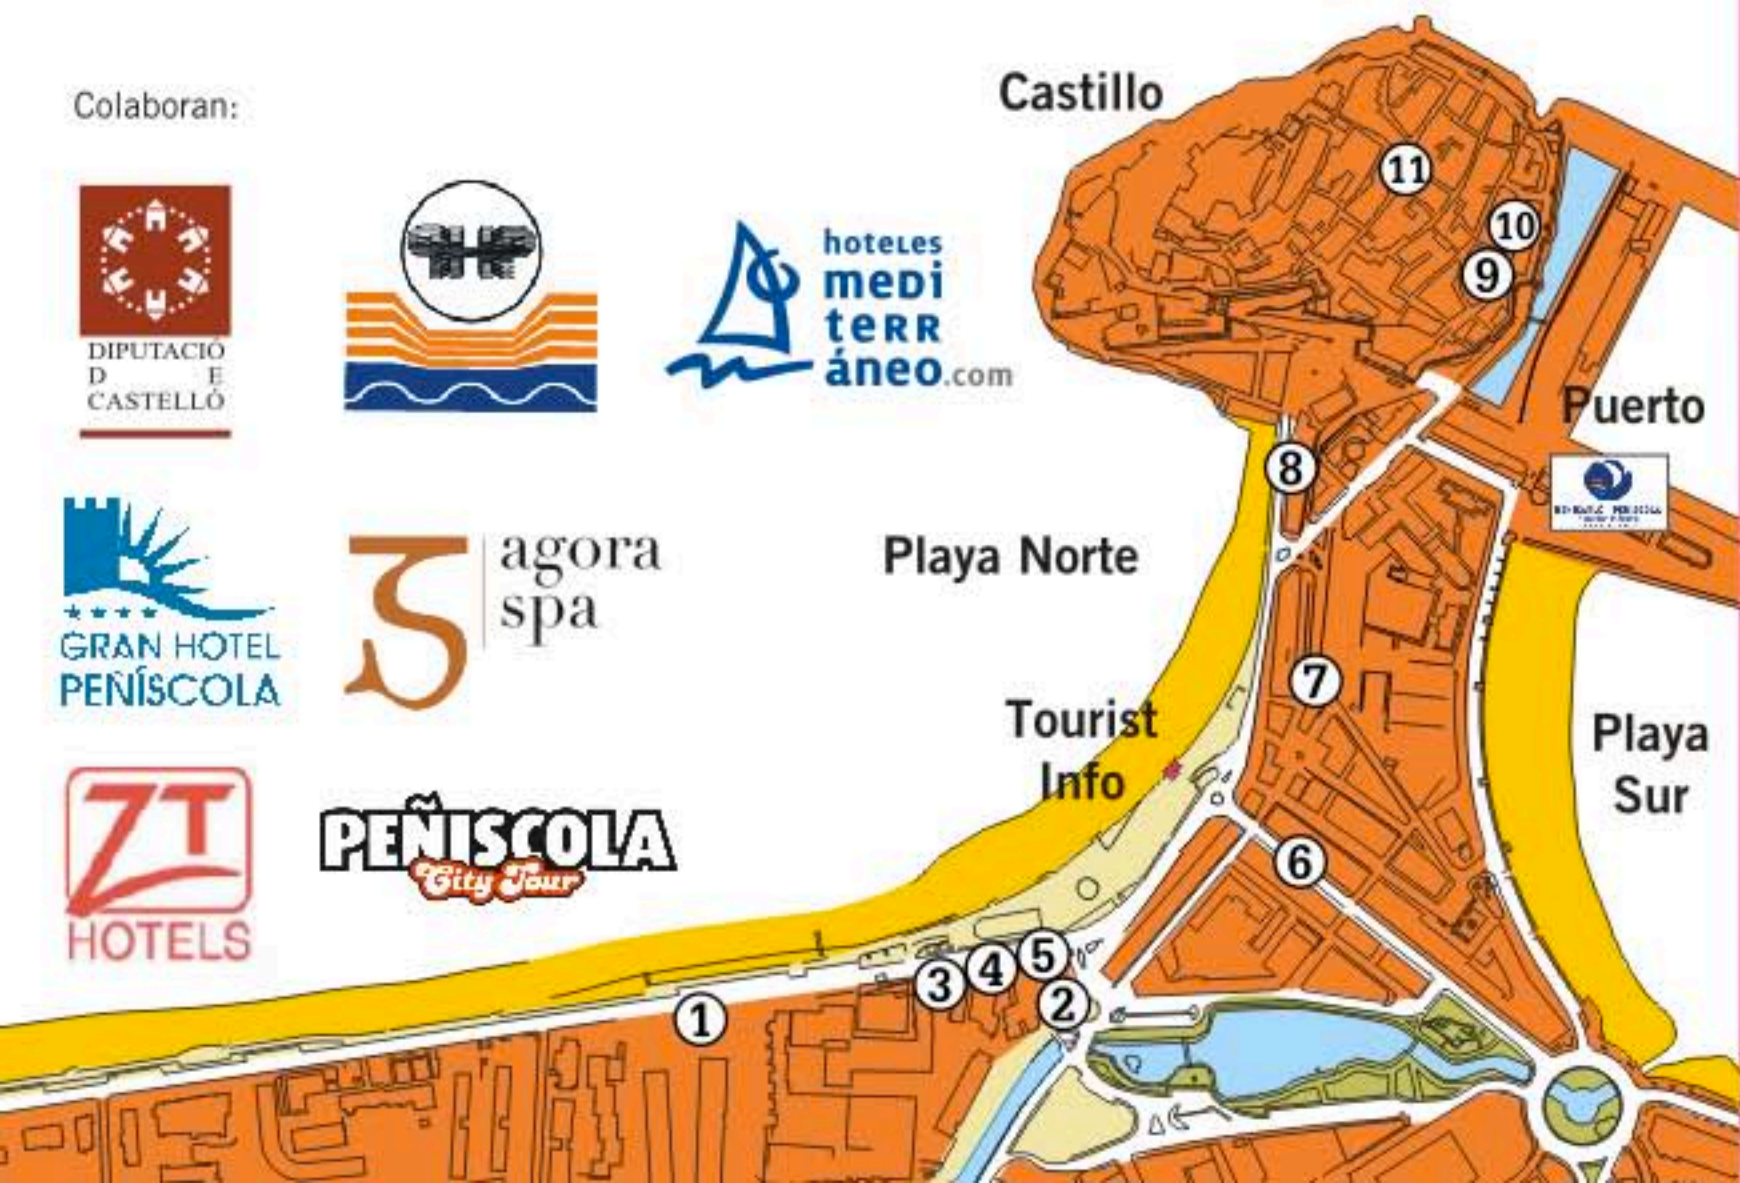 Colaboran:
DIPUTACIÓ
D E
CASTELLÓ
hoteles
medi
terr
áneo.com
GRAN HOTEL
PEÑÍSCOLA
agora
spa
ZT
HOTELS
PEÑISCOLA
City Tour
Castillo
11
10
9
Puerto
8
Playa Norte
7
Tourist
Info
Playa
Sur
6
5
4
3
2
1